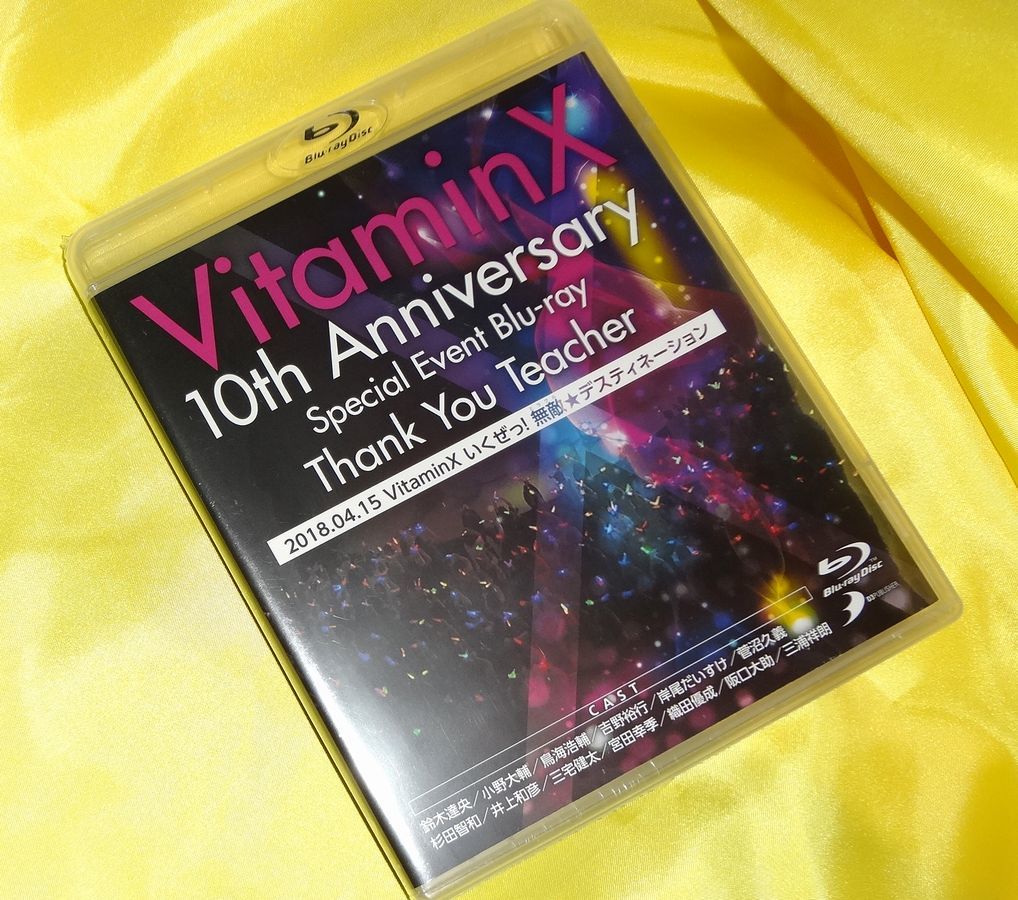 Blu-ray Disc
VitaminX
10th Anniversary
Special Event Blu-ray
Thank You Teacher
2018.04.15 VitaminX いくぜっ! 無敵★デスティネーション
Blu-ray Disc™
D3PUBLISHER
CAST
鈴木達央/小野大輔/鳥海浩輔/吉野裕行/岸尾だいすけ/菅沼久義
杉田智和/井上和彦/三宅健太/宮田幸季/織田優成/阪口大助/三浦祥朗